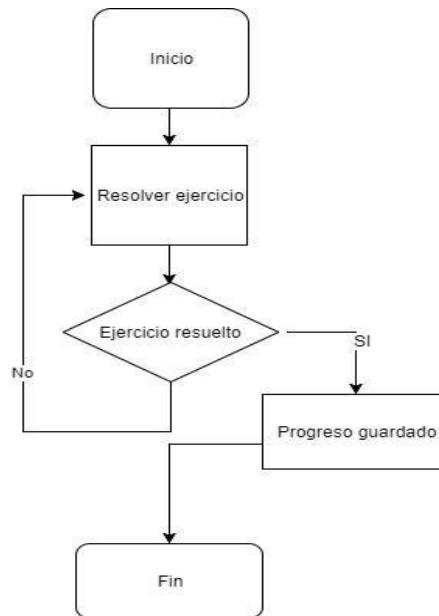 Inicio
Resolver ejercicio
Ejercicio resuelto
SI
No
Progreso guardado
Fin